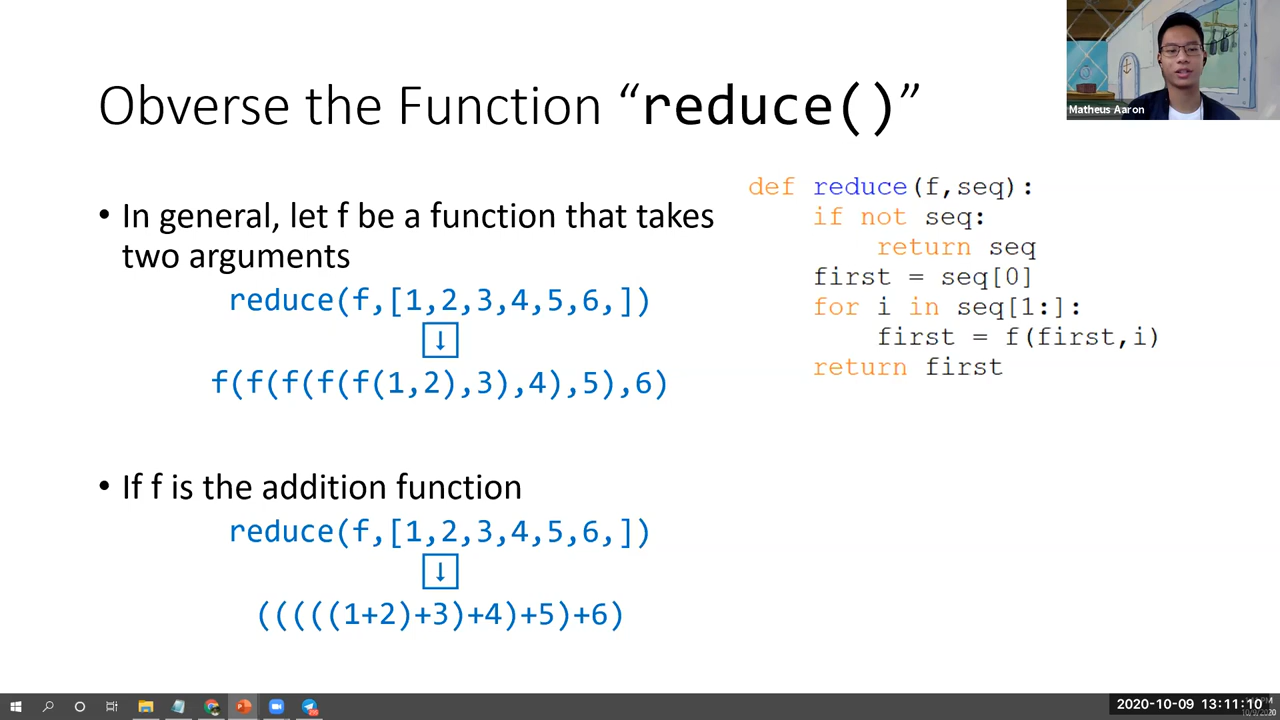 Obverse the Function “reduce()”
Matheus Aaron
• In general, let f be a function that takes
two arguments
reduce(f,[1,2,3,4,5,6,])
↓
f(f(f(f(f(1,2),3),4),5),6)
• If f is the addition function
reduce(f,[1,2,3,4,5,6,])
↓
(((((1+2)+3)+4)+5)+6)
def reduce(f,seq):
    if not seq:
        return seq
    first = seq[0]
    for i in seq[1:]:
        first = f(first,i)
    return first
2020-10-09 13:11:10